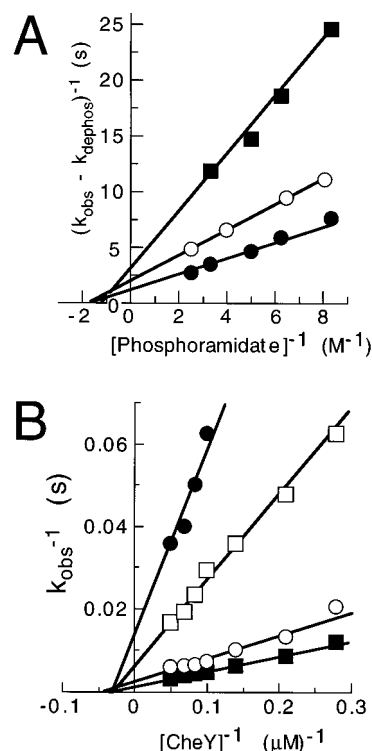 A
(k_obs - k_dephos)^-1 (s)
25
20
15
10
5
-2 0 2 4 6 8
[Phosphoramidate]^-1 (M^-1)
B
k_obs^-1 (s)
0.06
0.04
0.02
-0.1 0 0.1 0.2 0.3
[CheY]^-1 (μM)^-1